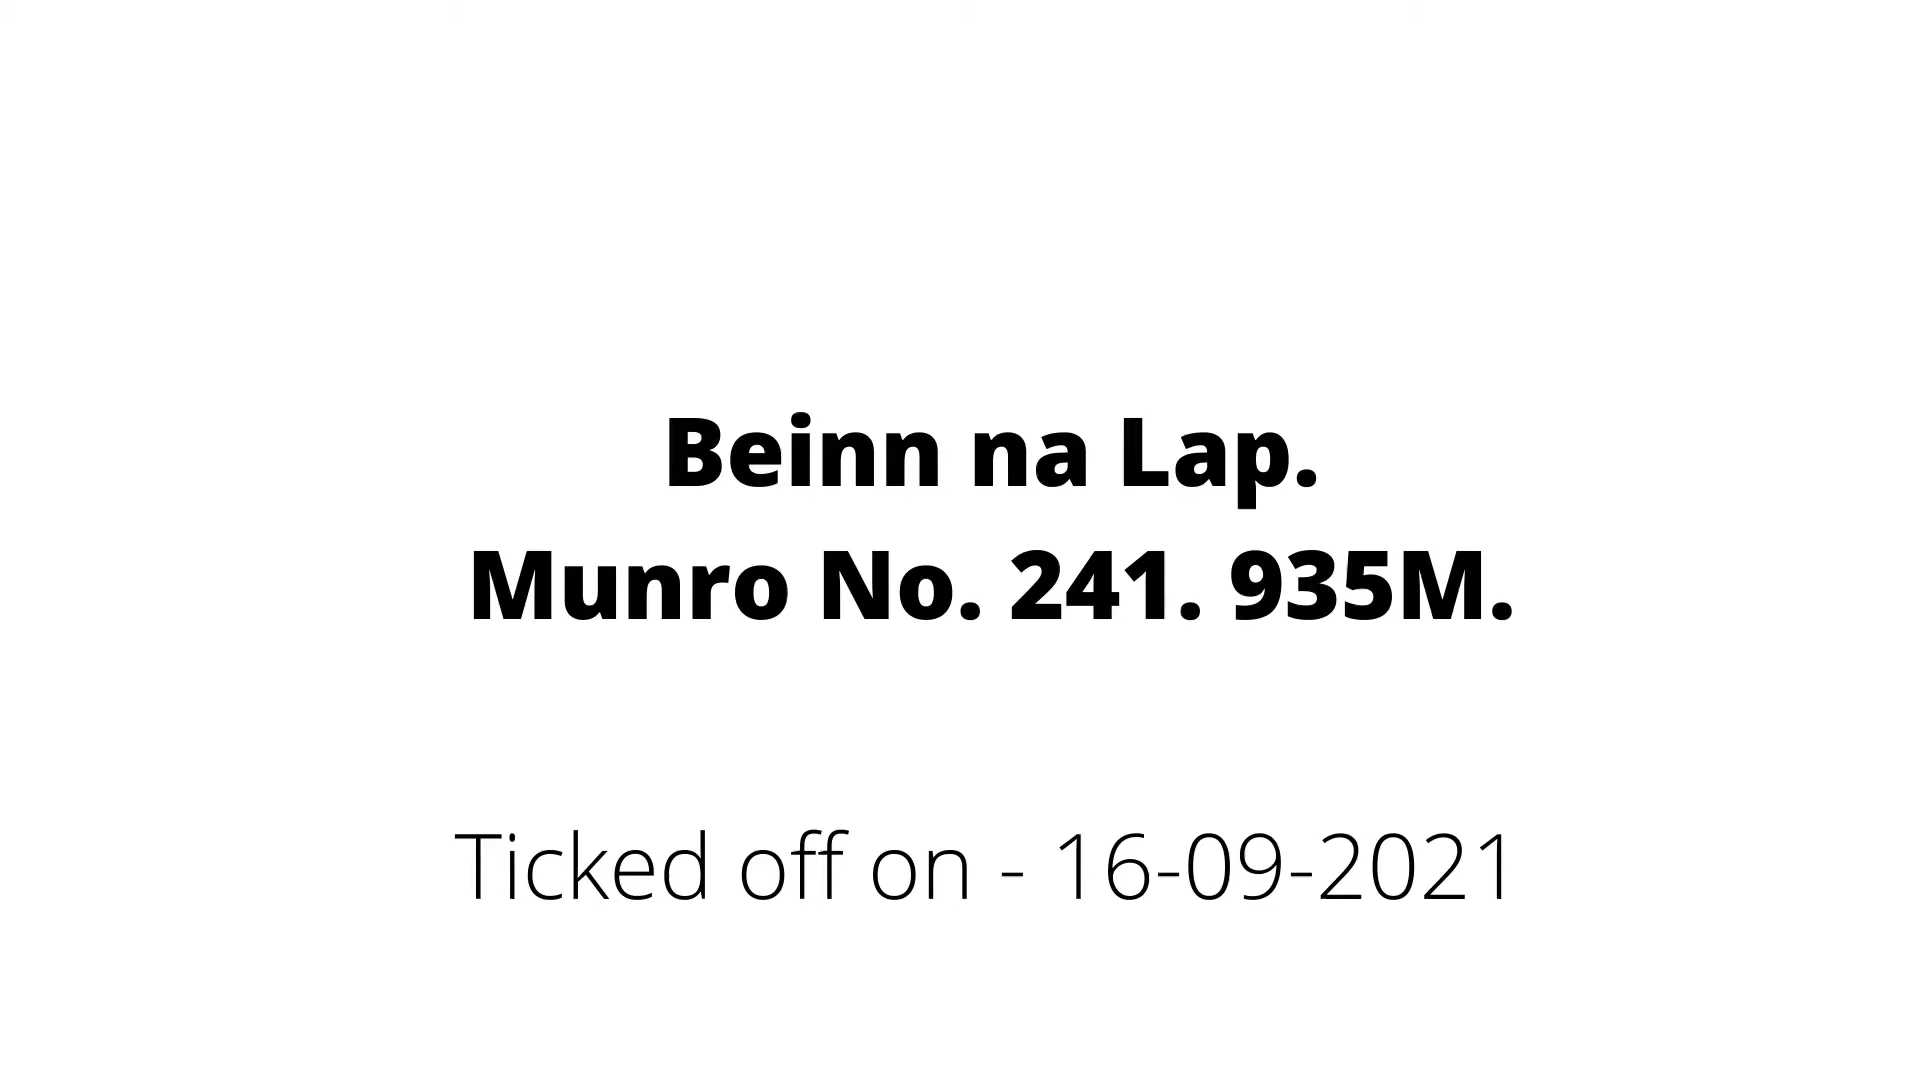 Beinn na Lap.
Munro No. 241. 935M.
Ticked off on - 16-09-2021